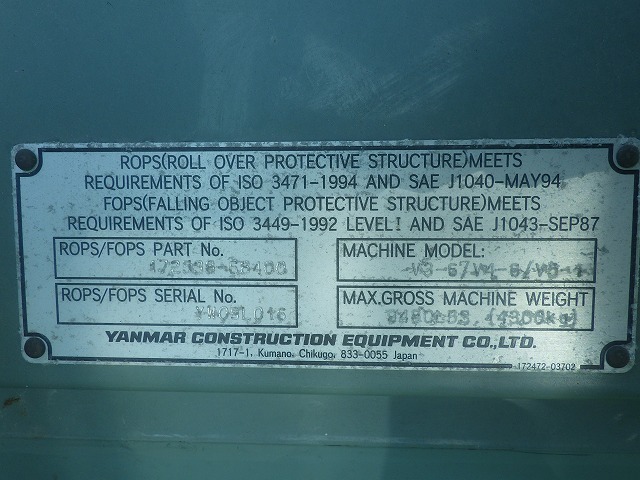 ROPS(ROLL OVER PROTECTIVE STRUCTURE)MEETS
REQUIREMENTS OF ISO 3471-1994 AND SAE J1040-MAY94
FOPS(FALLING OBJECT PROTECTIVE STRUCTURE)MEETS
REQUIREMENTS OF ISO 3449-1992 LEVELI AND SAE J1043-SEP87
ROPS/FOPS PART No.
MACHINE MODEL:
ROPS/FOPS SERIAL No.
MAX.GROSS MACHINE WEIGHT
YANMAR CONSTRUCTION EQUIPMENT CO.,LTD.
1717-1, Kumano, Chikugo, 833-0055 Japan
172472-03702